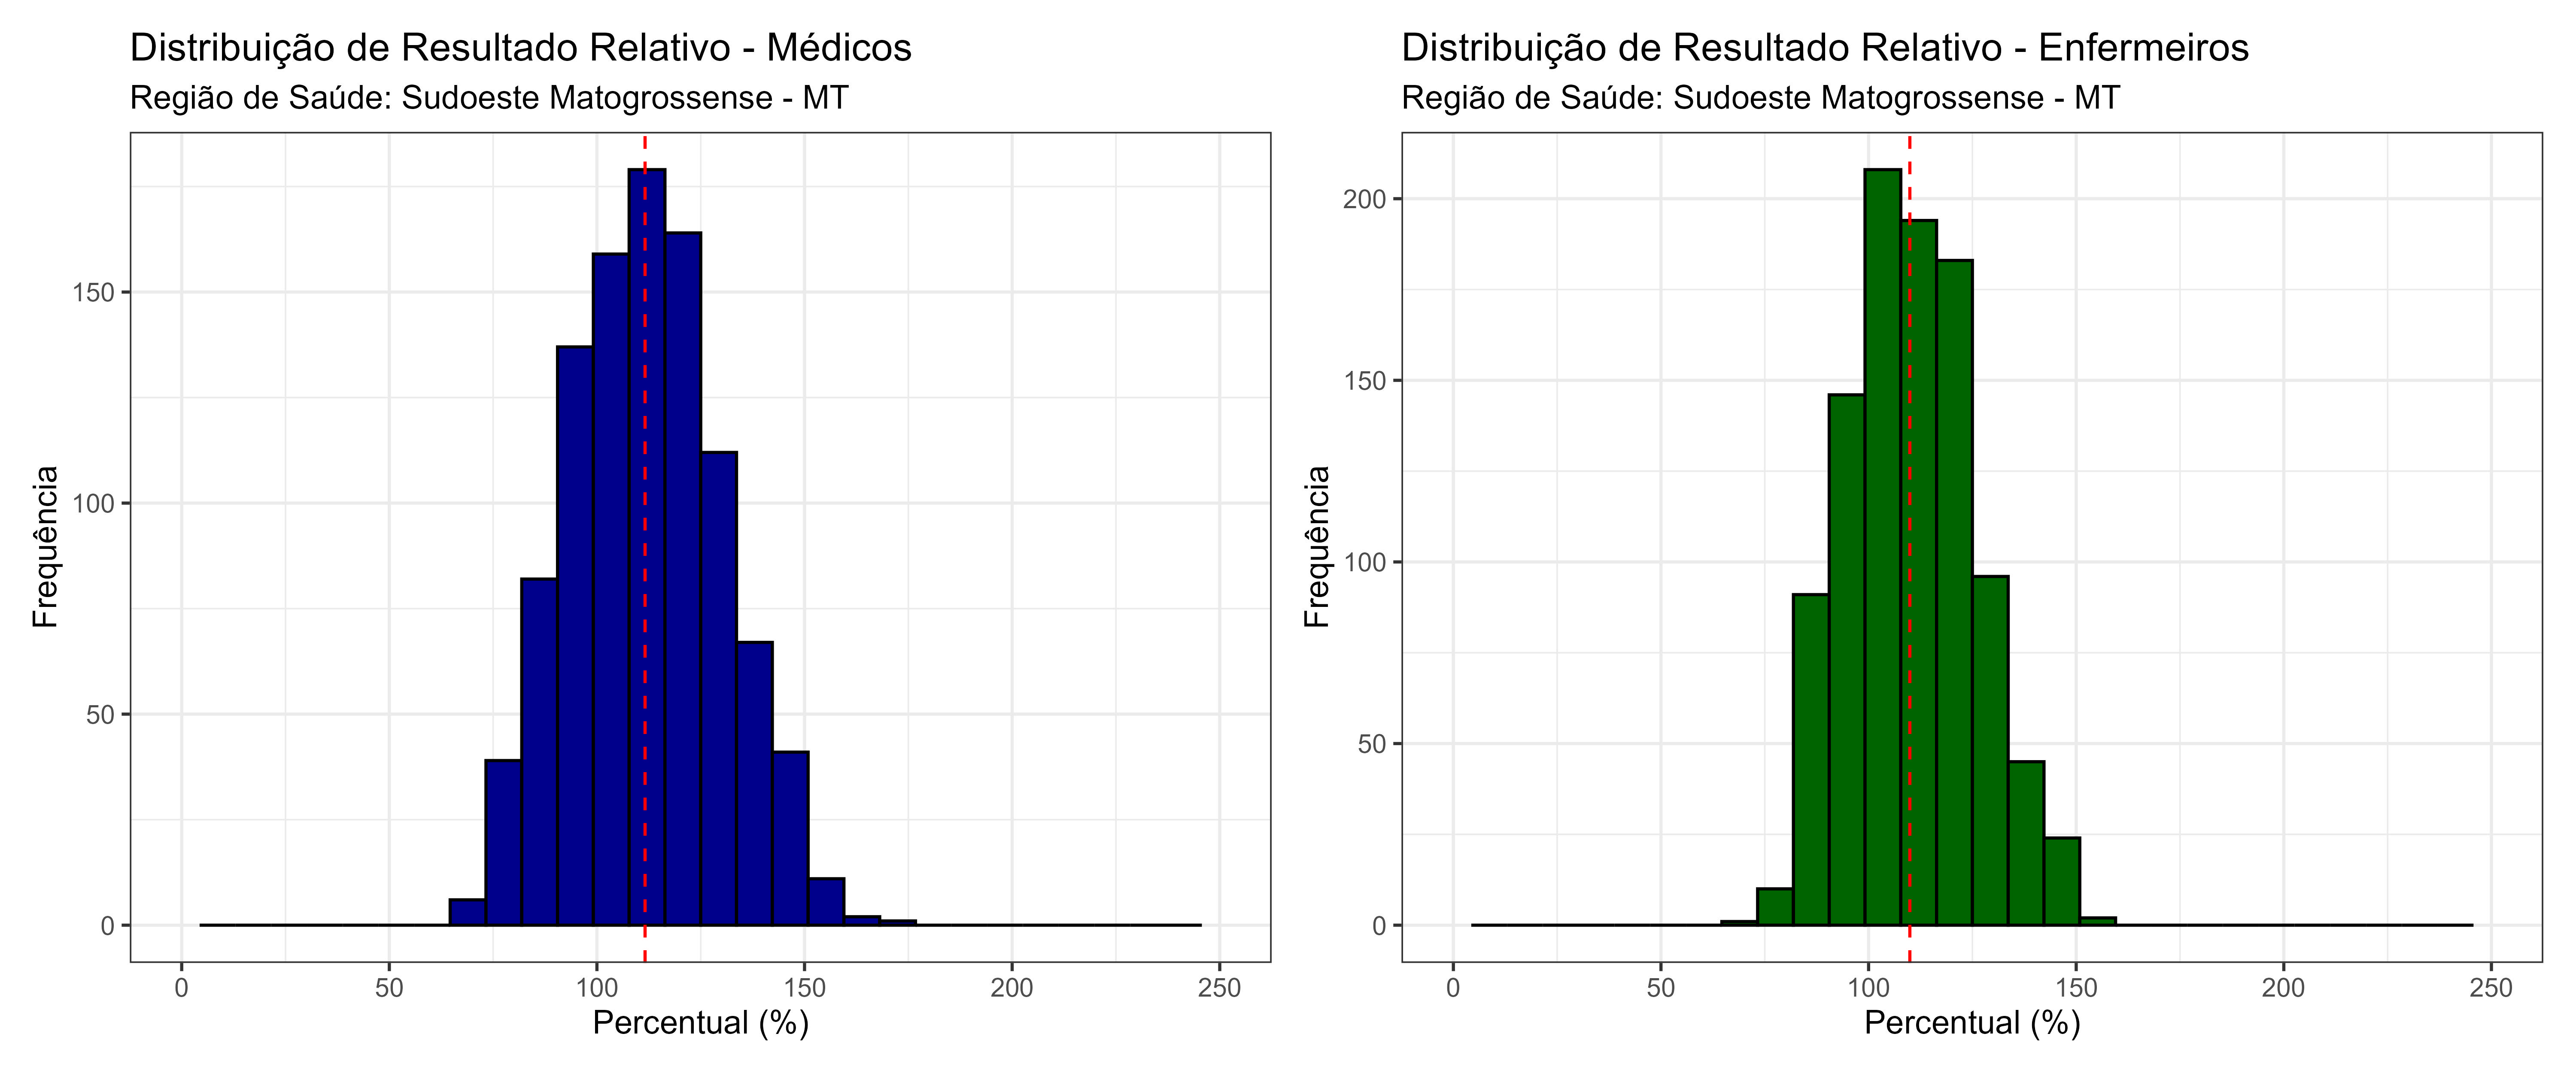 Distribuição de Resultado Relativo - Médicos
Região de Saúde: Sudoeste Matogrossense - MT
Frequência
150
100
50
0
0 50 100 150 200 250
Percentual (%)
Distribuição de Resultado Relativo - Enfermeiros
Região de Saúde: Sudoeste Matogrossense - MT
Frequência
200
150
100
50
0
0 50 100 150 200 250
Percentual (%)